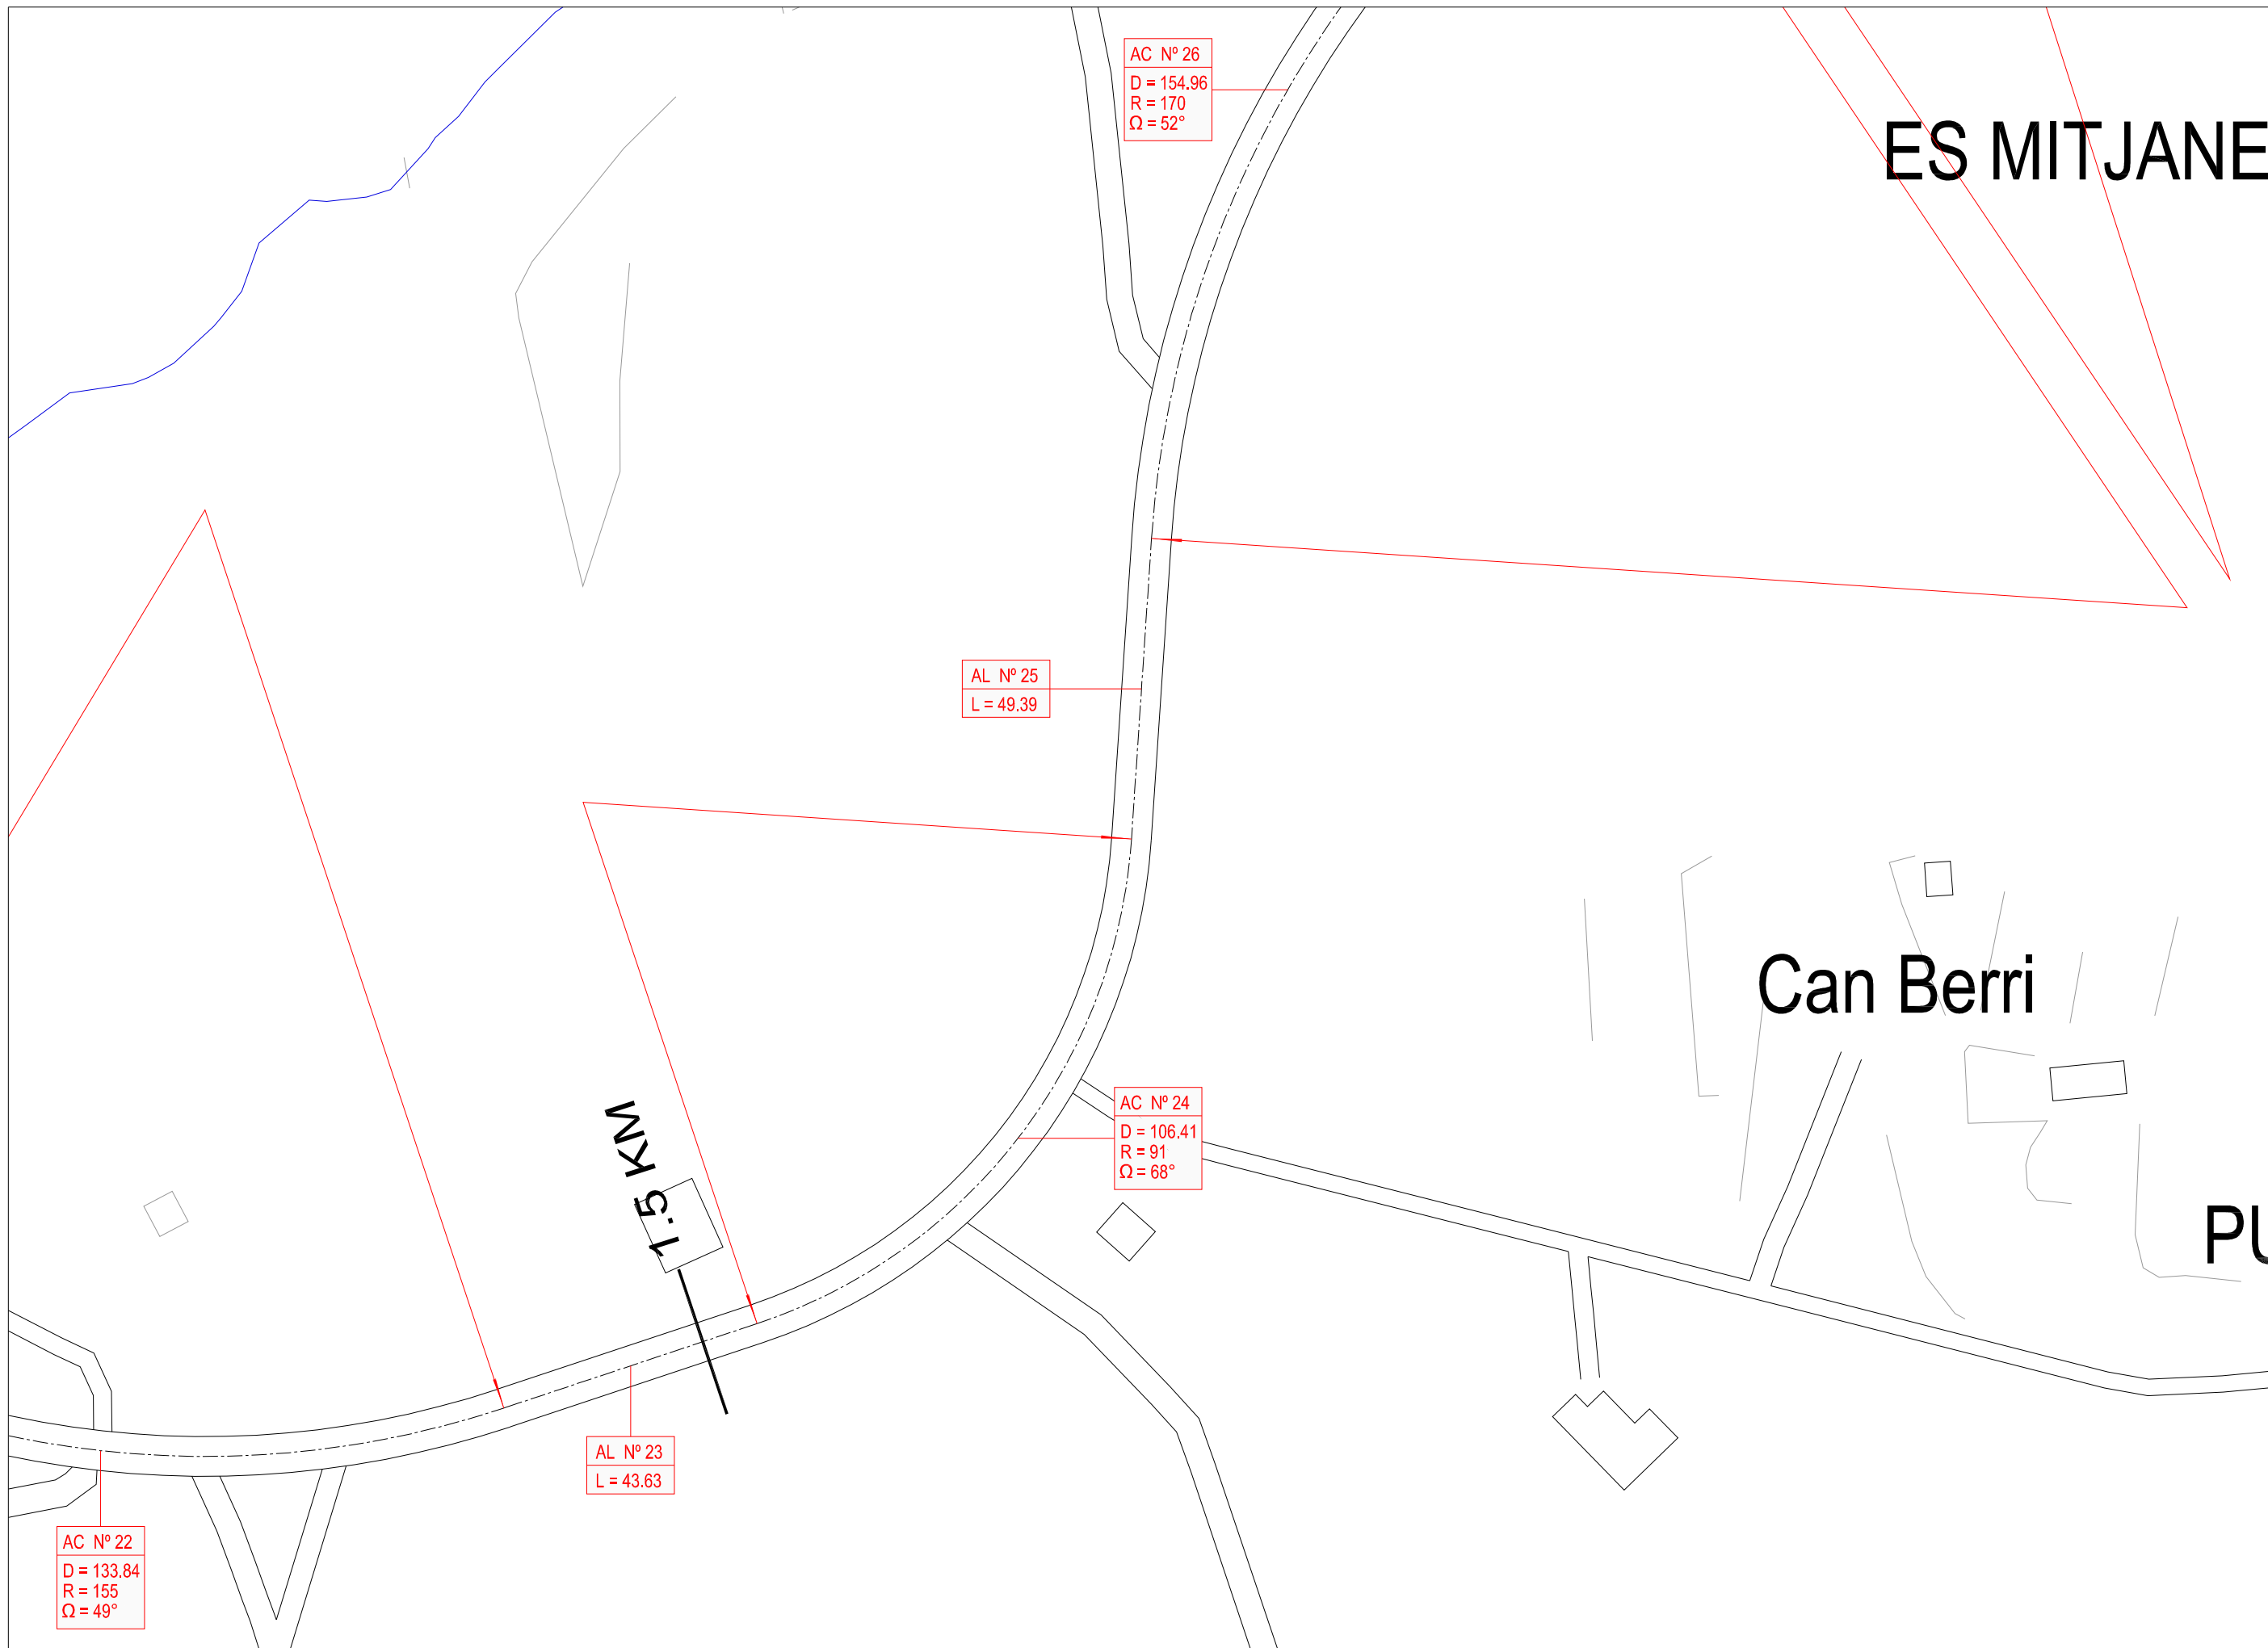 AC Nº 26
D = 154.96
R = 170
Ω = 52°
ES MITJANE
AL Nº 25
L = 49.39
Can Berri
AC Nº 24
D = 106.41
R = 91
Ω = 68°
1.5 KM
PU
AL Nº 23
L = 43.63
AC Nº 22
D = 133.84
R = 155
Ω = 49°